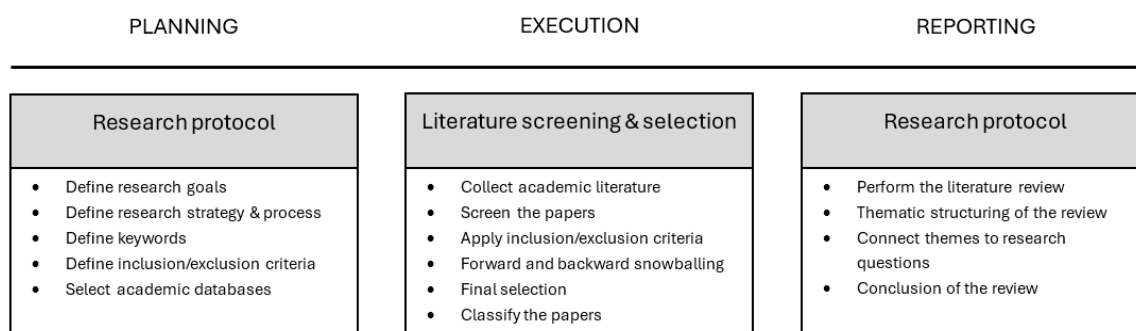 PLANNING
EXECUTION
REPORTING
Research protocol
• Define research goals
• Define research strategy & process
• Define keywords
• Define inclusion/exclusion criteria
• Select academic databases
Literature screening & selection
• Collect academic literature
• Screen the papers
• Apply inclusion/exclusion criteria
• Forward and backward snowballing
• Final selection
• Classify the papers
Research protocol
• Perform the literature review
• Thematic structuring of the review
• Connect themes to research
questions
• Conclusion of the review